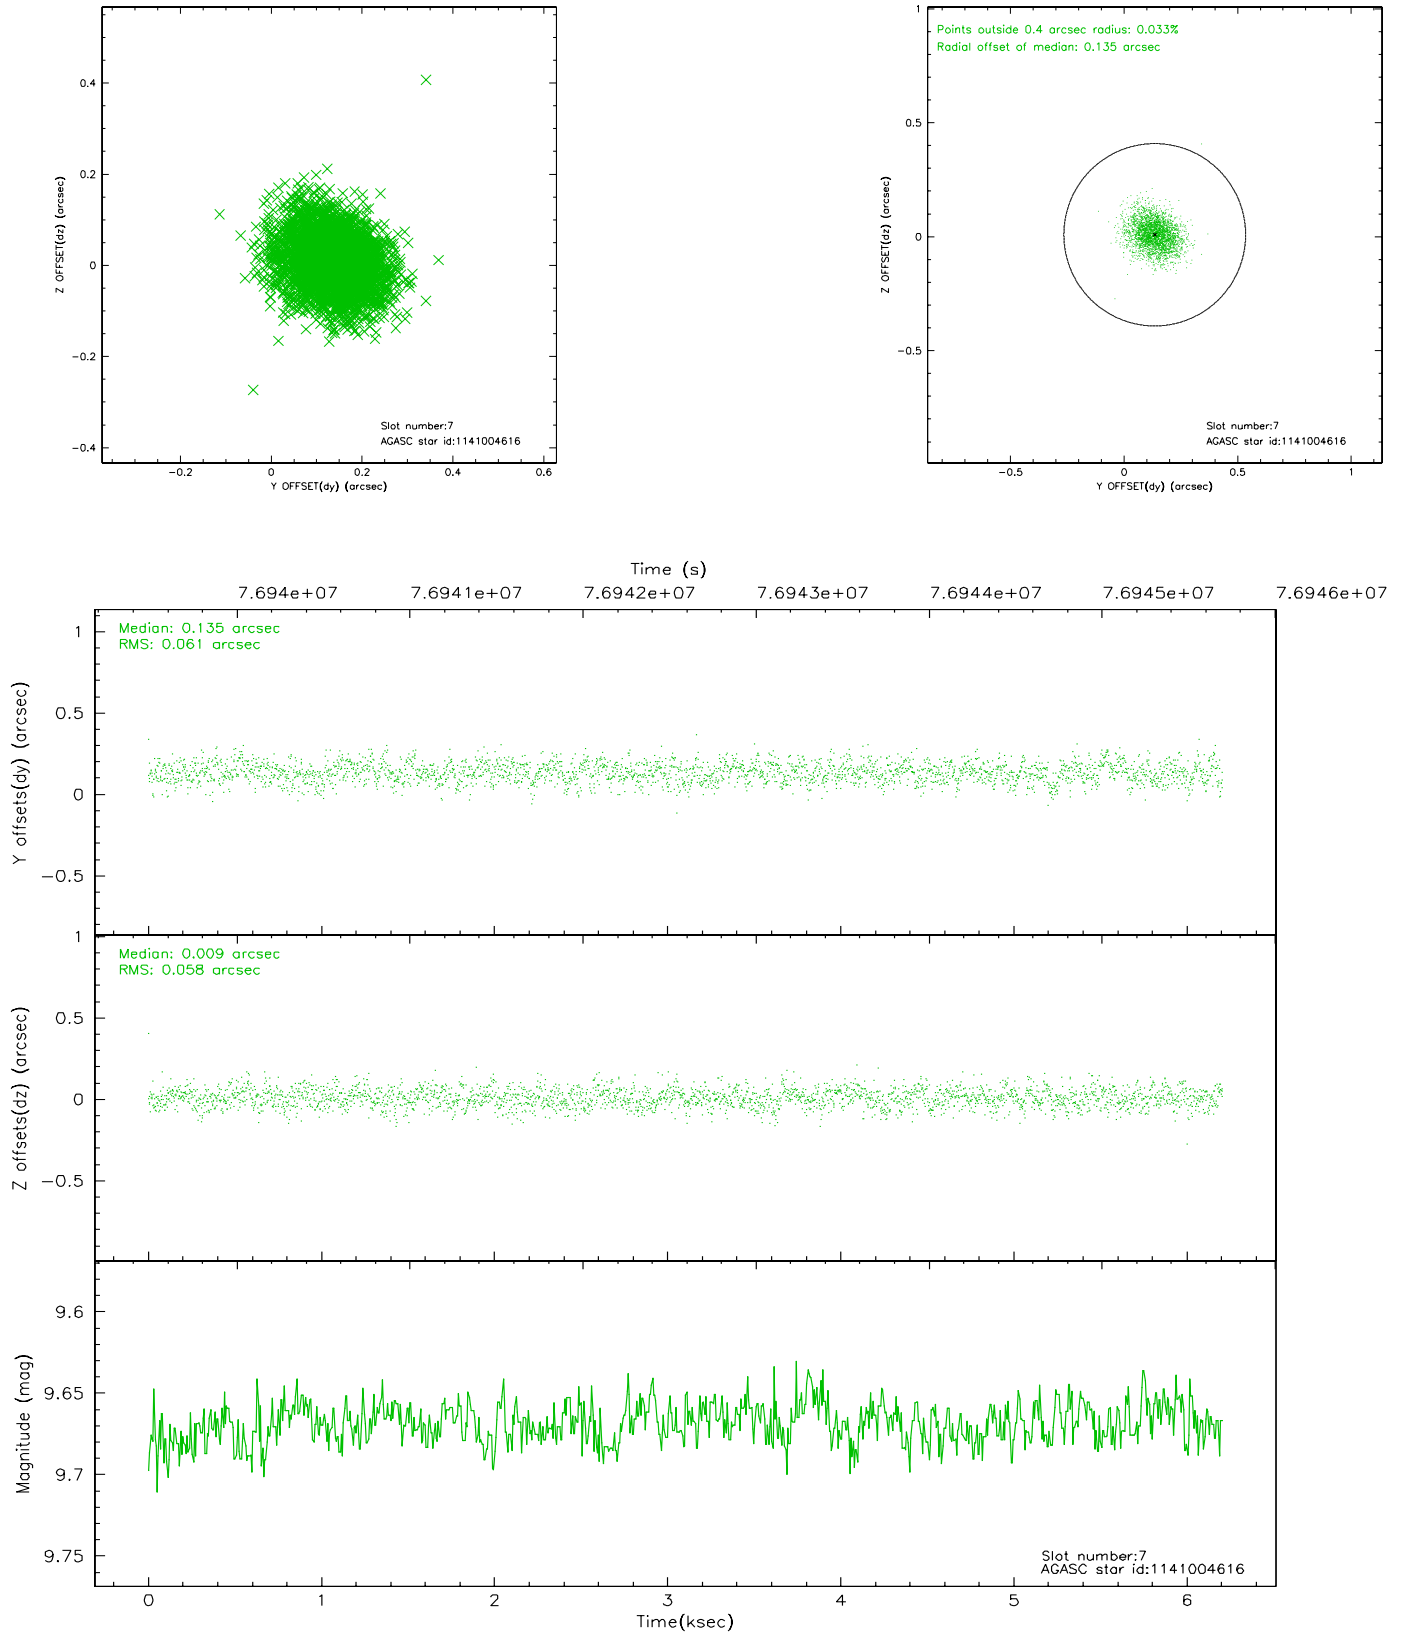 0.4
0.2
0
−0.2
−0.4
Z OFFSET(dz) (arcsec)
Slot number:7
AGASC star id:1141004616
−0.2 0 0.2 0.4 0.6
Y OFFSET(dy) (arcsec)
Points outside 0.4 arcsec radius: 0.033%
Radial offset of median: 0.135 arcsec
1
0.5
0
−0.5
Z OFFSET(dz) (arcsec)
Slot number:7
AGASC star id:1141004616
−0.5 0 0.5 1
Y OFFSET(dy) (arcsec)
Time (s)
7.694e+07 7.6941e+07 7.6942e+07 7.6943e+07 7.6944e+07 7.6945e+07 7.6946e+07
Median: 0.135 arcsec
RMS: 0.061 arcsec
1
0.5
0
−0.5
Y offsets(dy) (arcsec)
Median: 0.009 arcsec
RMS: 0.058 arcsec
1
0.5
0
−0.5
Z offsets(dz) (arcsec)
9.6
9.65
9.7
9.75
Magnitude (mag)
Slot number:7
AGASC star id:1141004616
0 1 2 3 4 5 6
Time(ksec)